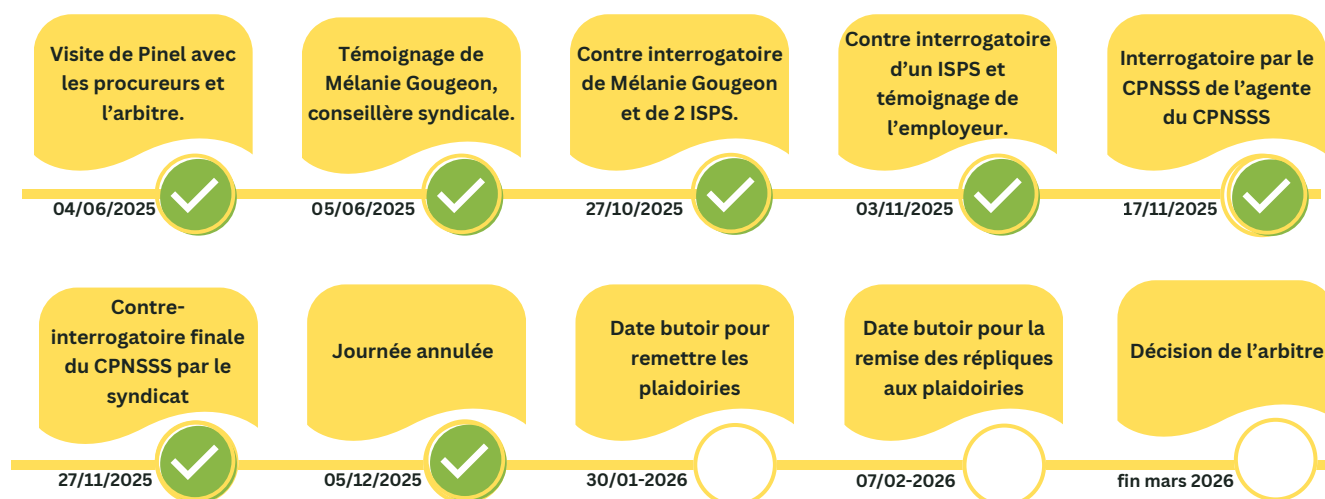 Visite de Pinel avec
les procureurs et
l’arbitre.
04/06/2025
Témoignage de
Mélanie Gougeon,
conseillère syndicale.
05/06/2025
Contre interrogatoire
de Mélanie Gougeon
et de 2 ISPS.
27/10/2025
Contre interrogatoire
d’un ISPS et
témoignage de
l’employeur.
03/11/2025
Interrogatoire par le
CPNSSS de l’agente
du CPNSSS
17/11/2025
Contre-
interrogatoire finale
du CPNSSS par le
syndicat
27/11/2025
Journée annulée
05/12/2025
Date butoir pour
remettre les
plaidoiries
30/01-2026
Date butoir pour la
remise des répliques
aux plaidoiries
07/02-2026
Décision de l’arbitre
fin mars 2026